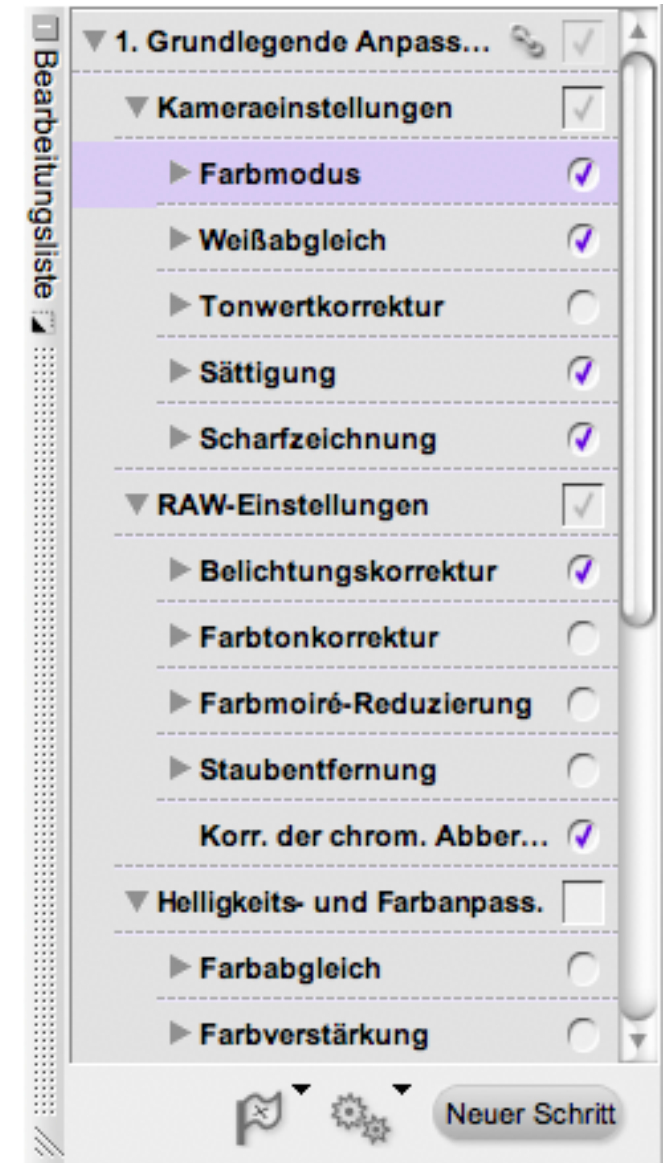 Bearbeitungsliste
1. Grundlegende Anpass...
Kameraeinstellungen
Farbmodus
Weißabgleich
Tonwertkorrektur
Sättigung
Scharfzeichnung
RAW-Einstellungen
Belichtungskorrektur
Farbtonkorrektur
Farbmoiré-Reduzierung
Staubentfernung
Korr. der chrom. Abber...
Helligkeits- und Farbanpass.
Farbabgleich
Farbverstärkung
Neuer Schritt